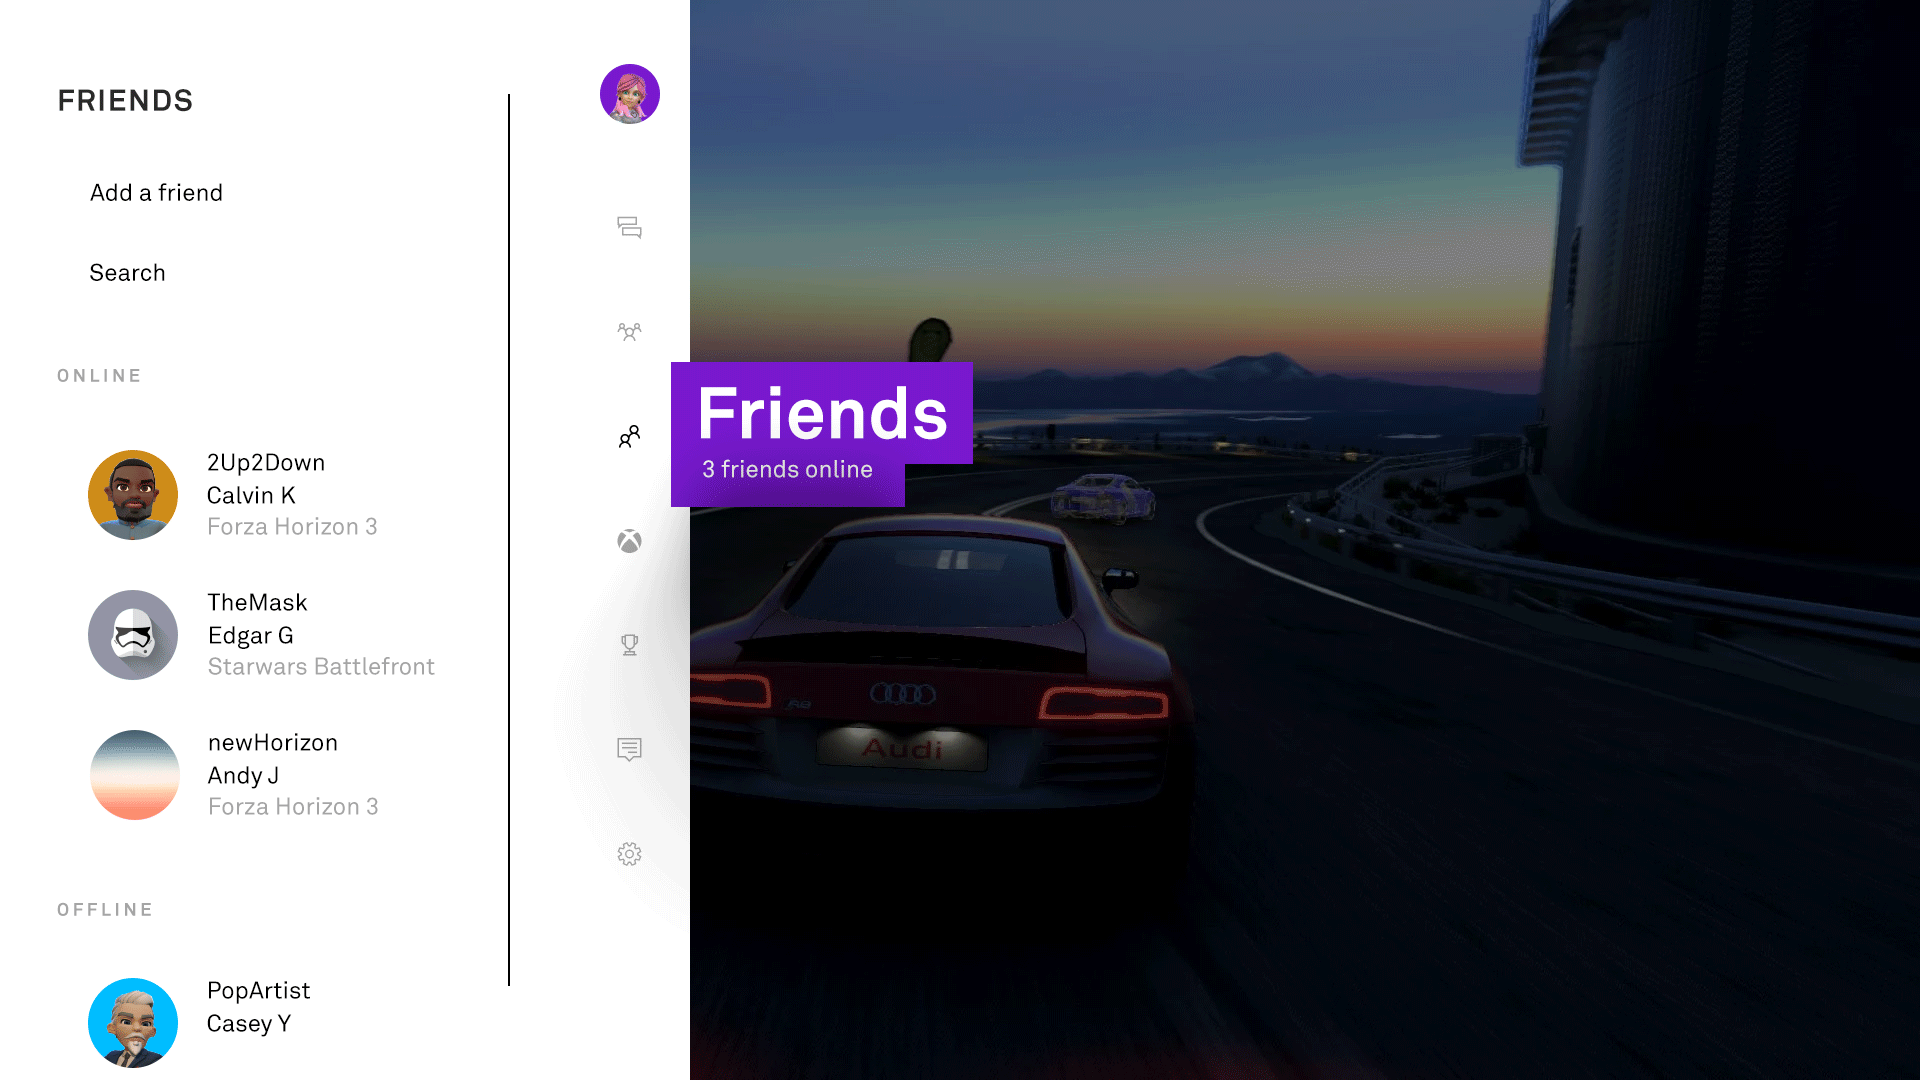 FRIENDS
Add a friend
Search
ONLINE
2Up2Down
Calvin K
Forza Horizon 3
TheMask
Edgar G
Starwars Battlefront
newHorizon
Andy J
Forza Horizon 3
OFFLINE
PopArtist
Casey Y
Friends
3 friends online
R8
Audi